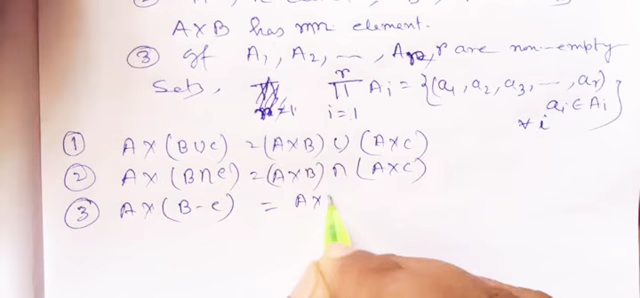 A×B has mn element.
③ If A₁, A₂, ----, Aᵣ, r are non-empty
Sets, ∏ᵢ₌₁ʳ Aᵢ = {(a₁, a₂, a₃, ---, aᵣ)
aᵢ ∈ Aᵢ}
∀ i
① A×(B∪C) = (A×B) ∪ (A×C)
② A×(B∩C) = (A×B) ∩ (A×C)
③ A×(B-C) = A×